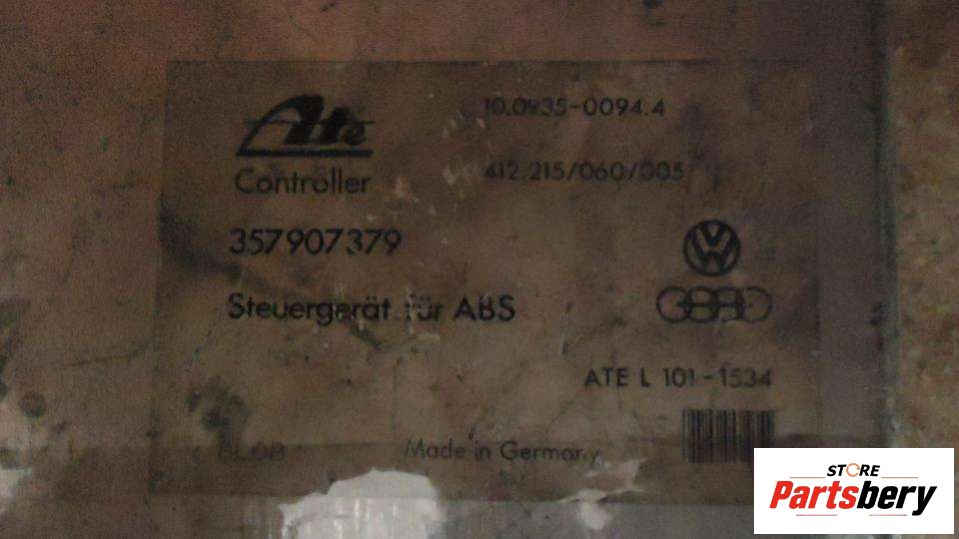 Ate
10.0935-0094.4
Controller
412.215/060/005
357907379
Steuergerät für ABS
ATE L 101-1534
Made in Germany
STORE
Partsbery